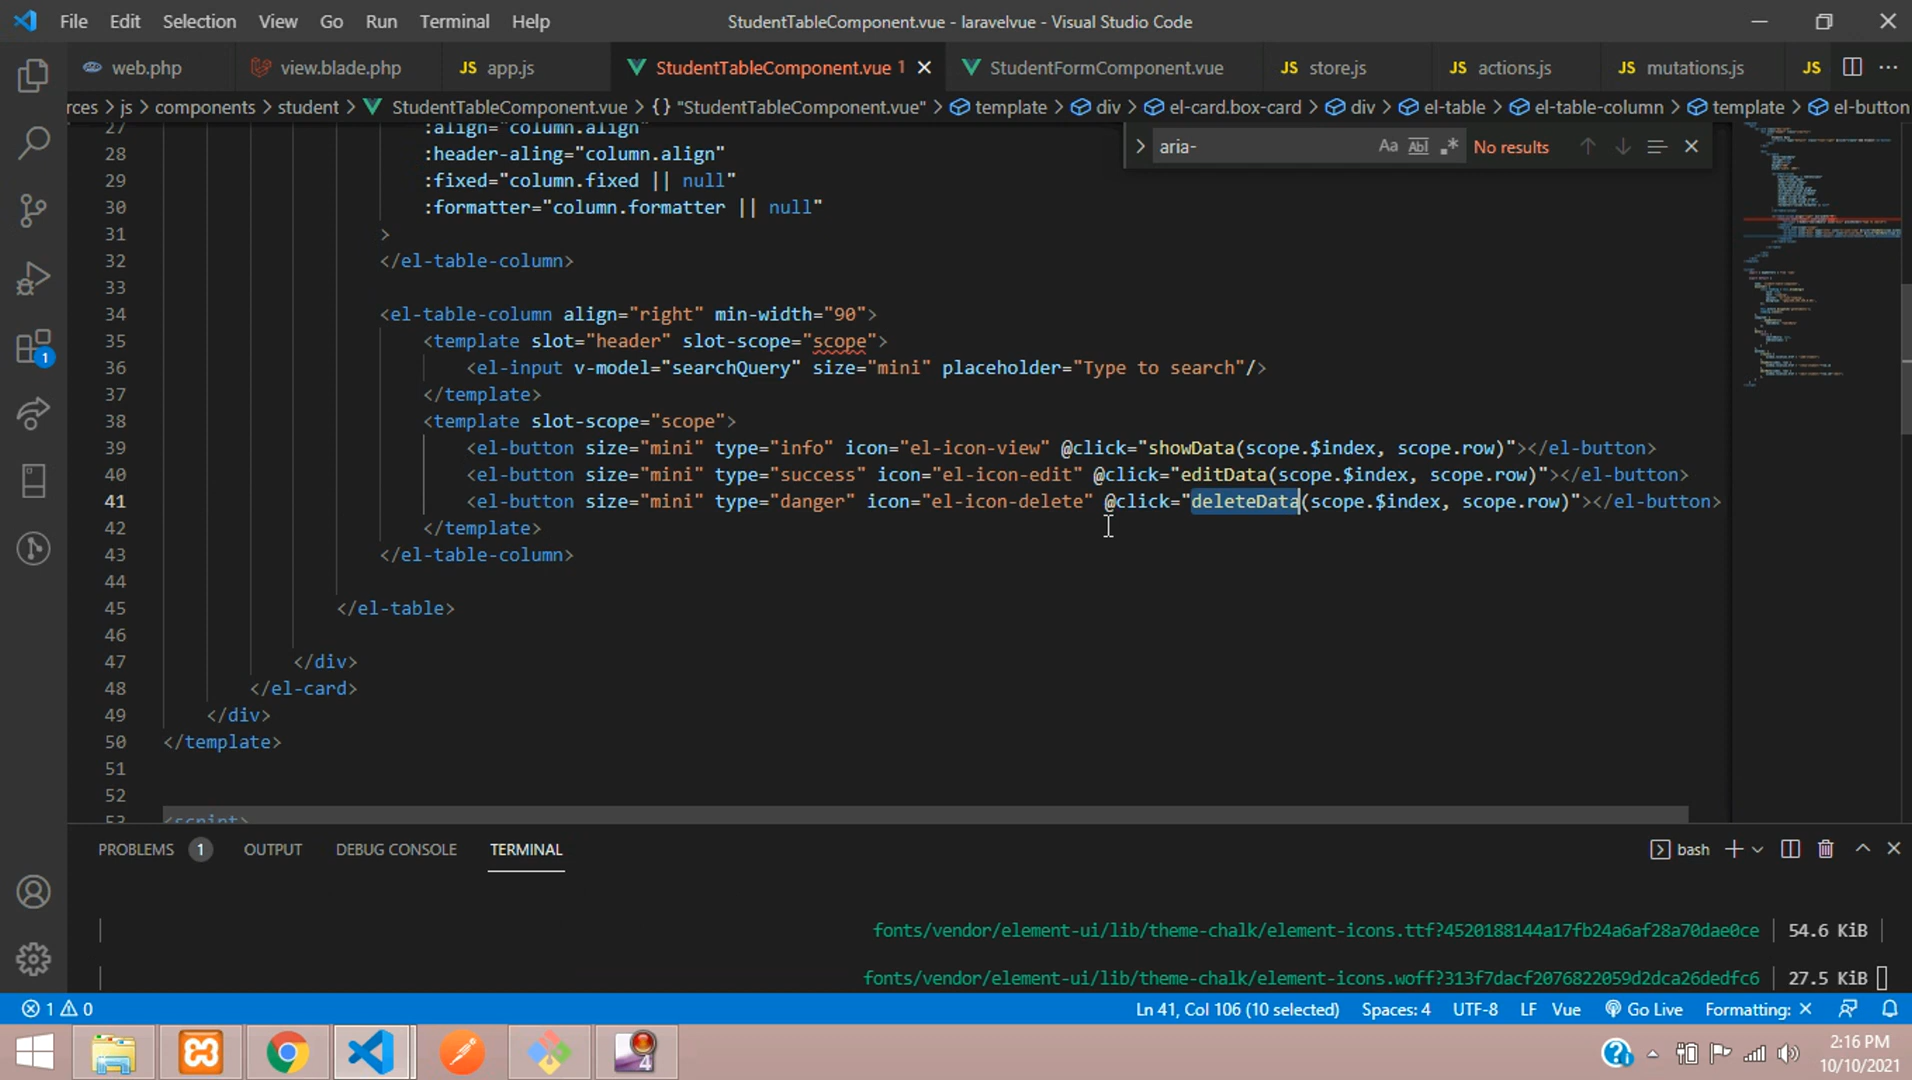 File Edit Selection View Go Run Terminal Help
StudentTableComponent.vue - laravelvue - Visual Studio Code
web.php view.blade.php JS app.js StudentTableComponent.vue 1 StudentFormComponent.vue JS store.js JS actions.js JS mutations.js JS
rces > js > components > student > StudentTableComponent.vue > {} "StudentTableComponent.vue" > template > div > el-card.box-card > div > el-table > el-table-column > template > el-button
aria- Aa Abl No results
27 :align="column.align"
28 :header-aling="column.align"
29 :fixed="column.fixed || null"
30 :formatter="column.formatter || null"
31 >
32 </el-table-column>
33
34 <el-table-column align="right" min-width="90">
35 <template slot="header" slot-scope="scope">
36 <el-input v-model="searchQuery" size="mini" placeholder="Type to search"/>
37 </template>
38 <template slot-scope="scope">
39 <el-button size="mini" type="info" icon="el-icon-view" @click="showData(scope.$index, scope.row)"></el-button>
40 <el-button size="mini" type="success" icon="el-icon-edit" @click="editData(scope.$index, scope.row)"></el-button>
41 <el-button size="mini" type="danger" icon="el-icon-delete" @click="deleteData(scope.$index, scope.row)"></el-button>
42 </template>
43 </el-table-column>
44
45 </el-table>
46
47 </div>
48 </el-card>
49 </div>
50 </template>
51
52
53 <script>
PROBLEMS 1 OUTPUT DEBUG CONSOLE TERMINAL bash
fonts/vendor/element-ui/lib/theme-chalk/element-icons.ttf?4520188144a17fb24a6af28a70dae0ce | 54.6 KiB |
fonts/vendor/element-ui/lib/theme-chalk/element-icons.woff?313f7dacf2076822059d2dca26dedfc6 | 27.5 KiB
1 0 Ln 41, Col 106 (10 selected) Spaces: 4 UTF-8 LF Vue Go Live Formatting: ×
2:16 PM
10/10/2021